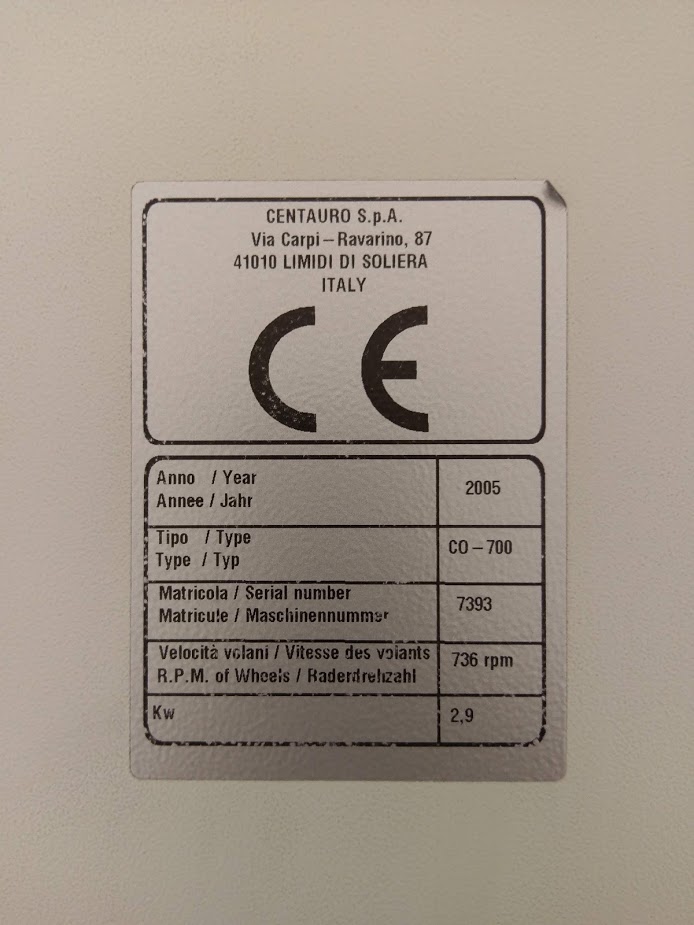 CENTAURO S.p.A.
Via Carpi – Ravarino, 87
41010 LIMIDI DI SOLIERA
ITALY
CE
Anno / Year
Annee / Jahr
2005
Tipo / Type
Type / Typ
CO – 700
Matricola / Serial number
Matricule / Maschinennummer
7393
Velocità volani / Vitesse des volants
R.P.M. of Wheels / Raderdrehzahl
736 rpm
Kw
2,9